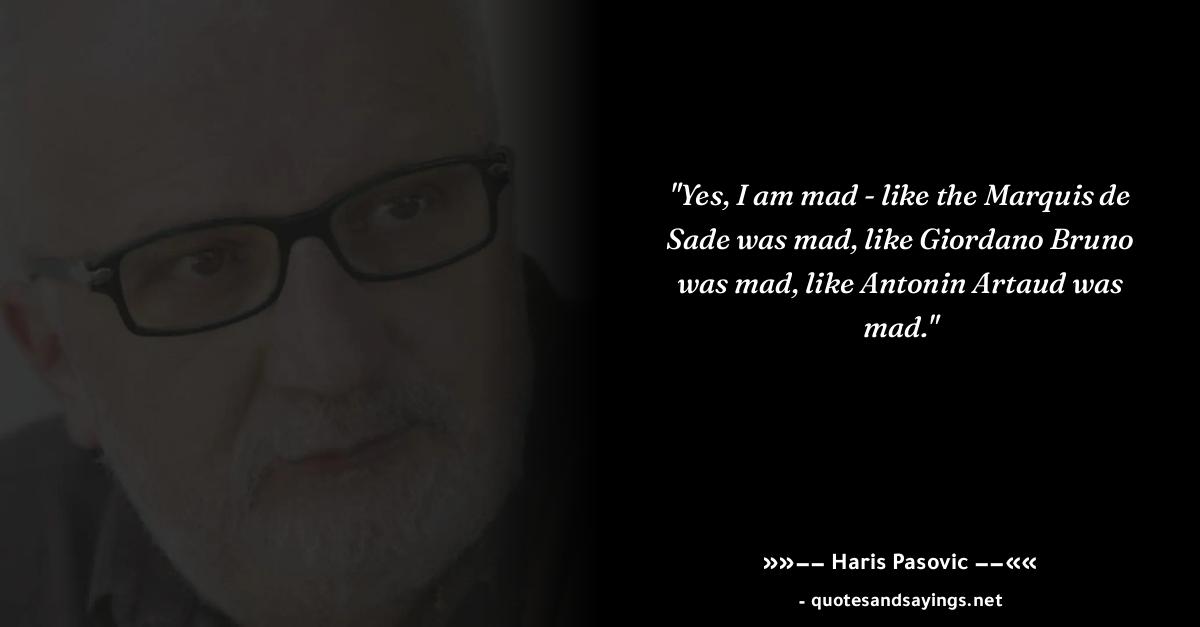 "Yes, I am mad - like the Marquis de
Sade was mad, like Giordano Bruno
was mad, like Antonin Artaud was
mad."
»»−− Haris Pasovic −−««
- quotesandsayings.net